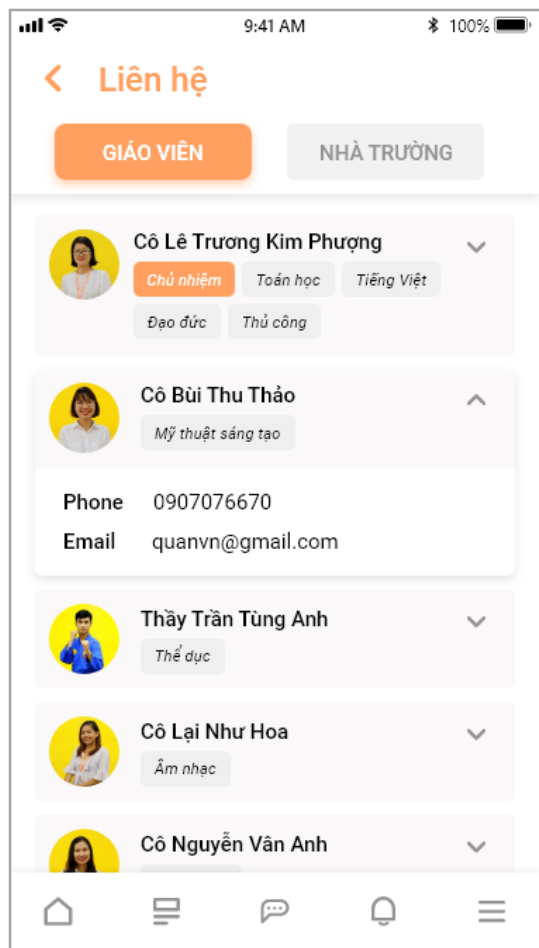 9:41 AM 100%
Liên hệ
GIÁO VIÊN NHÀ TRƯỜNG
Cô Lê Trương Kim Phượng
Chủ nhiệm Toán học Tiếng Việt
Đạo đức Thủ công
Cô Bùi Thu Thảo
Mỹ thuật sáng tạo
Phone 0907076670
Email quanvn@gmail.com
Thầy Trần Tùng Anh
Thể dục
Cô Lại Như Hoa
Âm nhạc
Cô Nguyễn Vân Anh